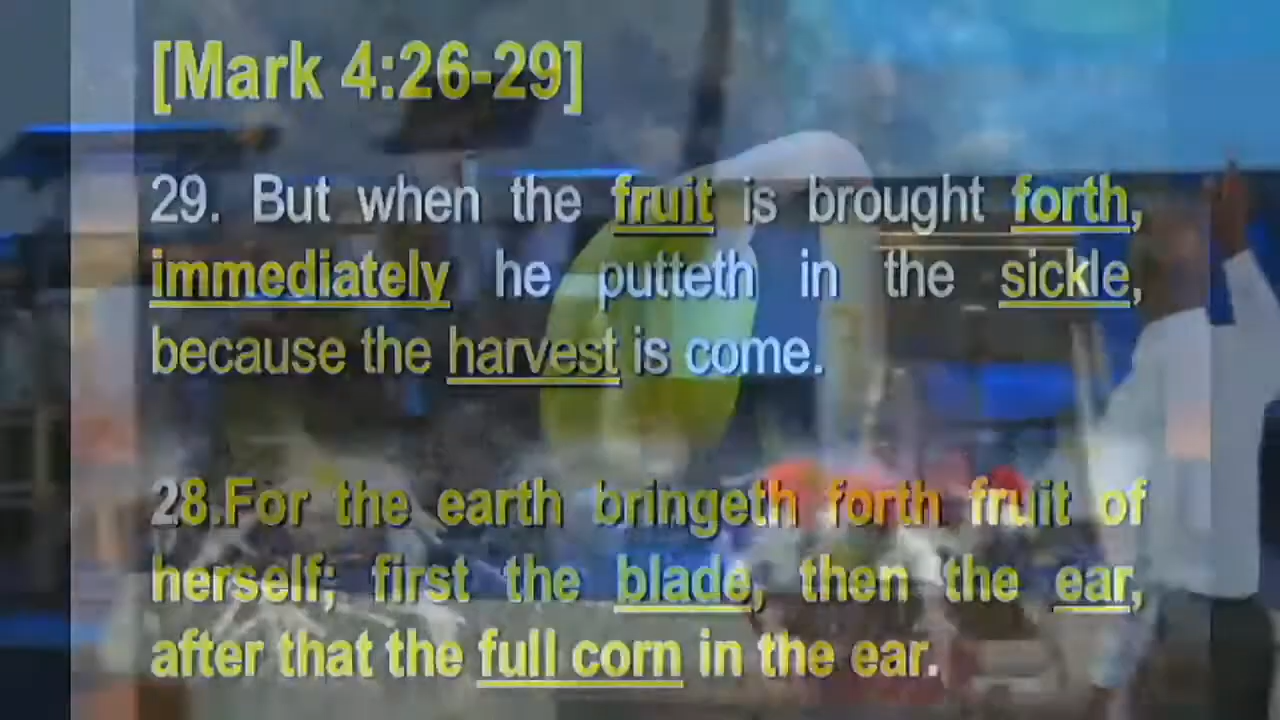 [Mark 4:26-29]
29. But when the fruit is brought forth,
immediately he putteth in the sickle,
because the harvest is come.
28.For the earth bringeth forth fruit of
herself; first the blade, then the ear,
after that the full corn in the ear.